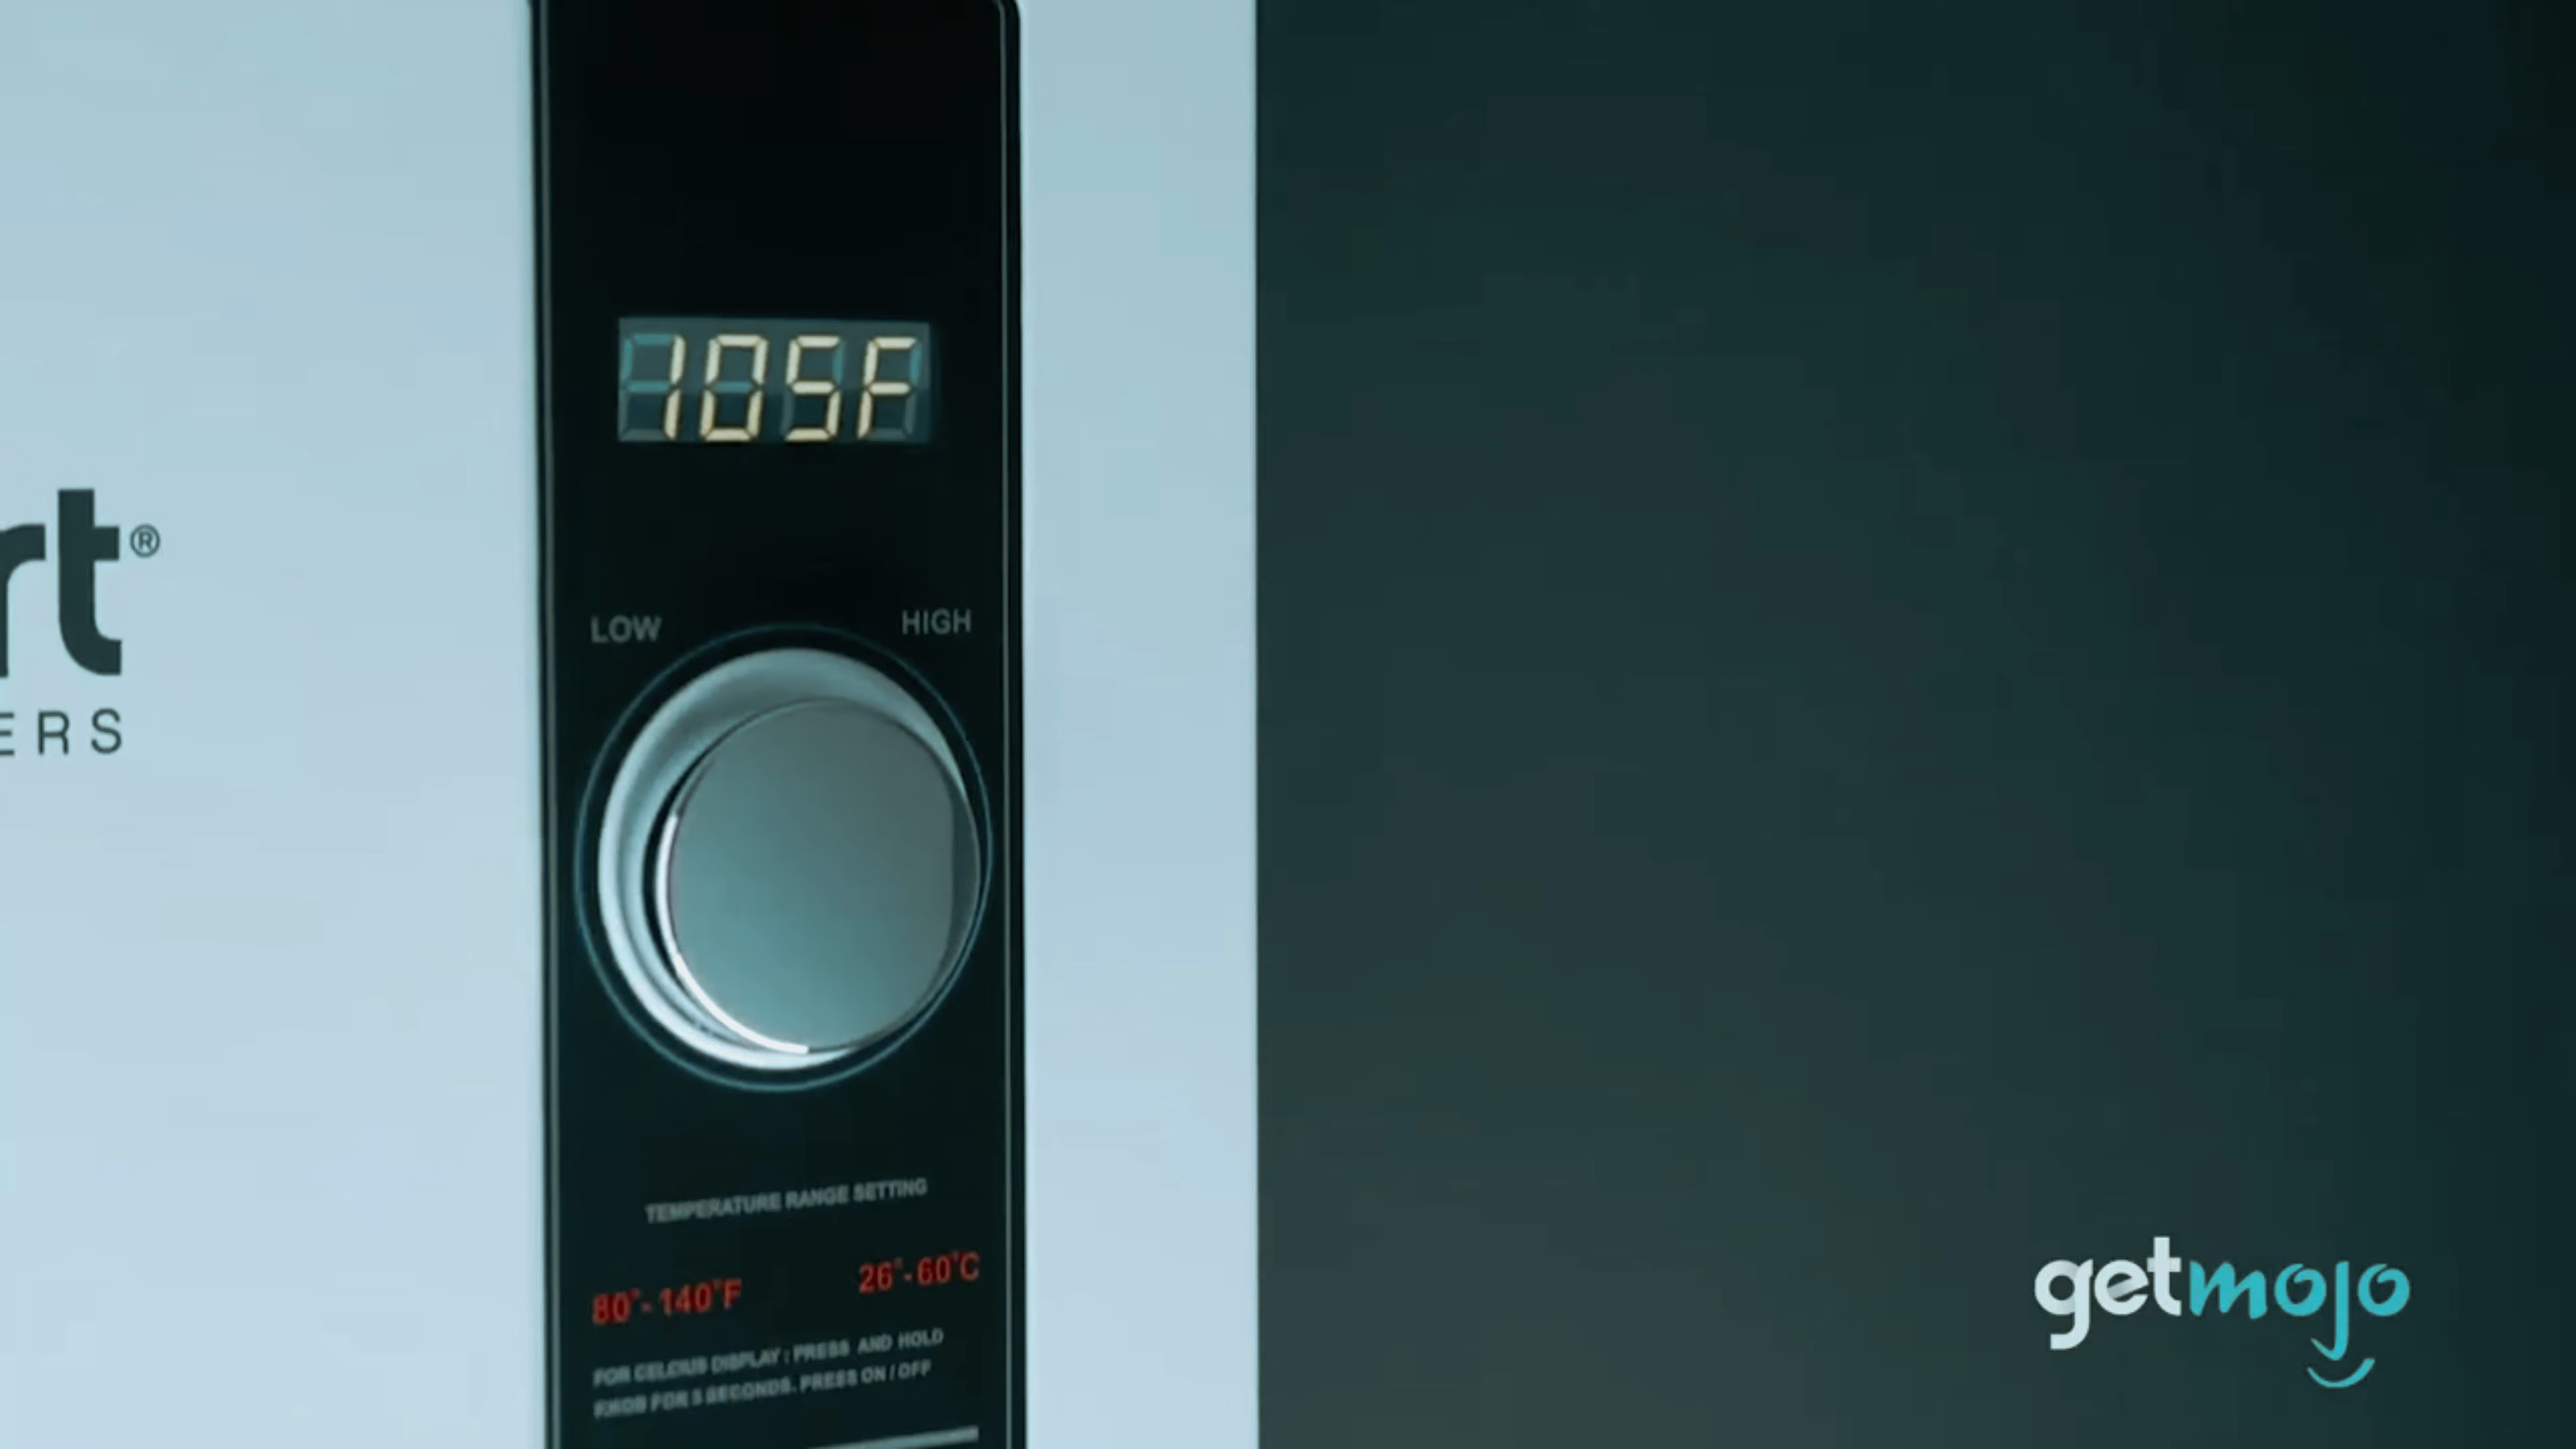 105F
rt®
ERS
LOW
HIGH
TEMPERATURE RANGE SETTING
80°-140°F
26°-60°C
FOR CELCIUS DISPLAY : PRESS AND HOLD
KNOB FOR 5 SECONDS. PRESS ON / OFF
getmojo